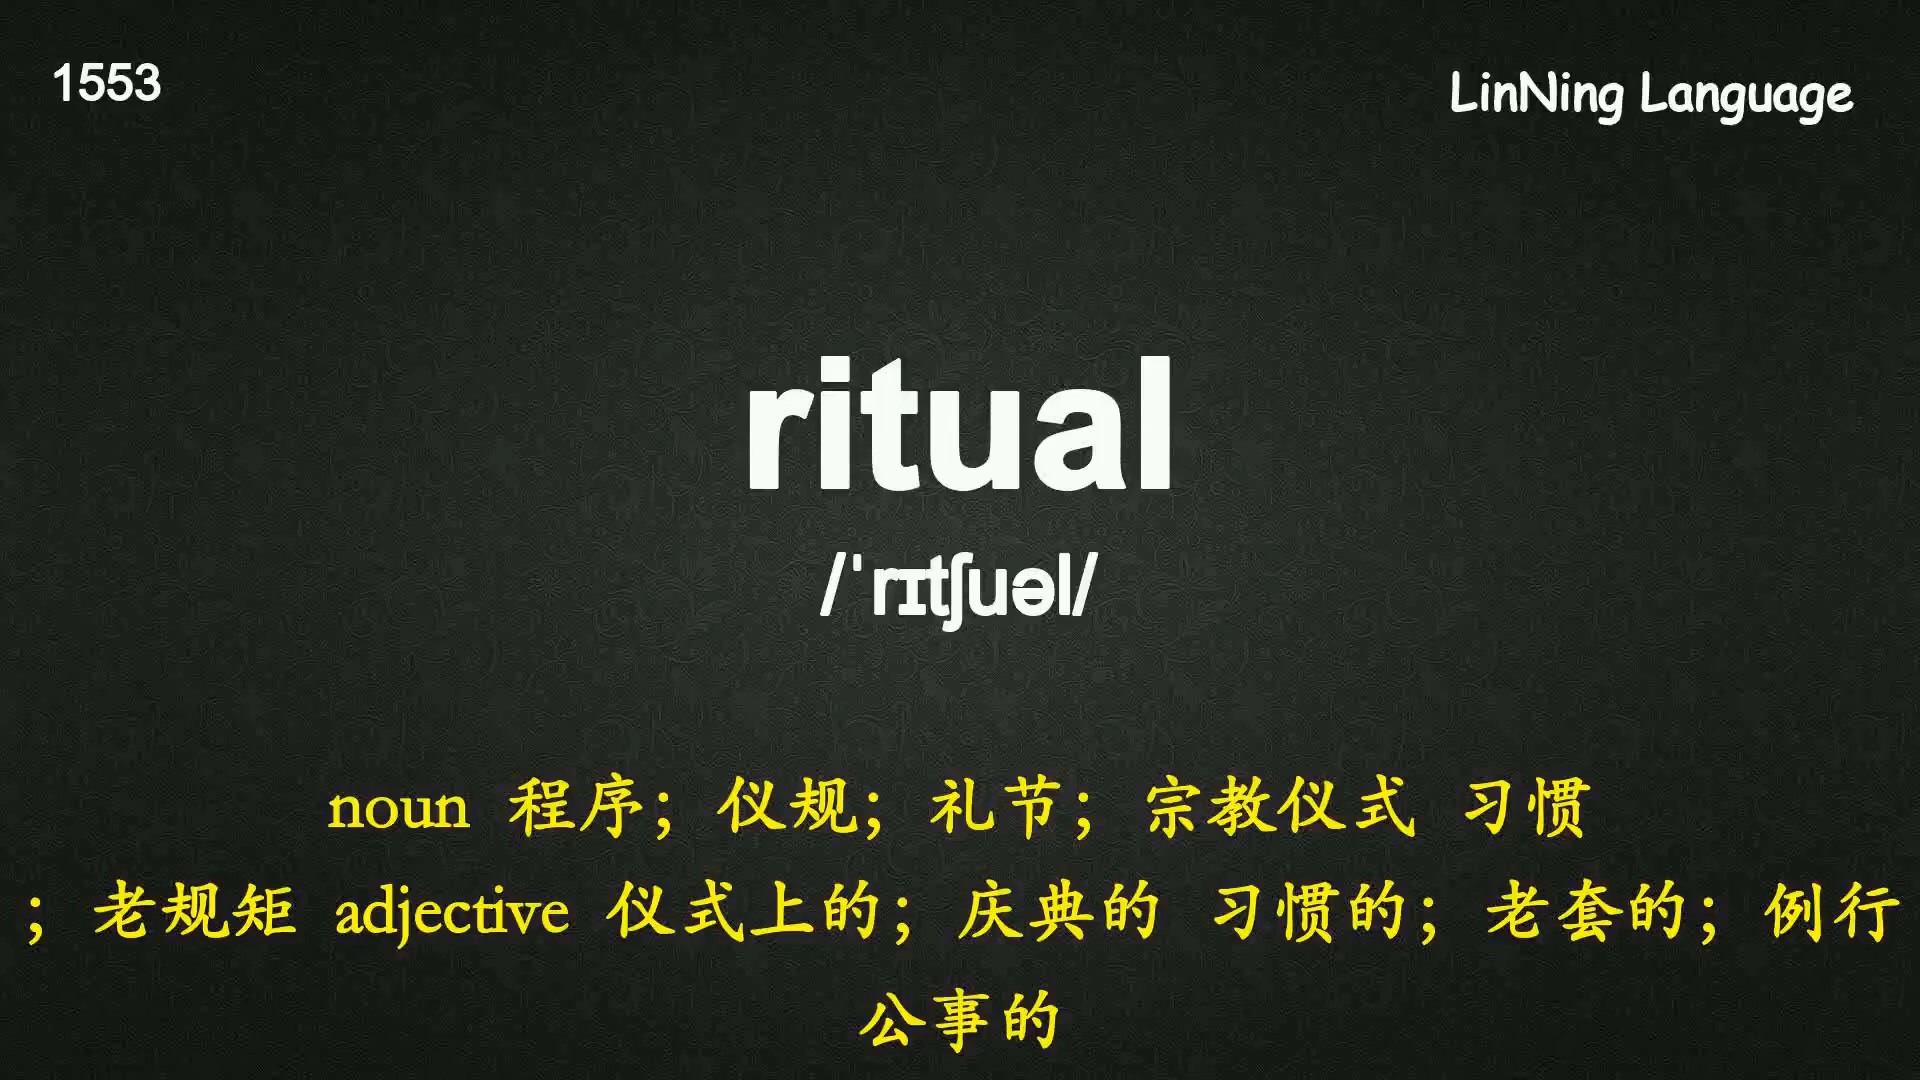 1553
LinNing Language
ritual
/ˈrɪtʃuəl/
noun 程序；仪规；礼节；宗教仪式 习惯
；老规矩 adjective 仪式上的；庆典的 习惯的；老套的；例行
公事的